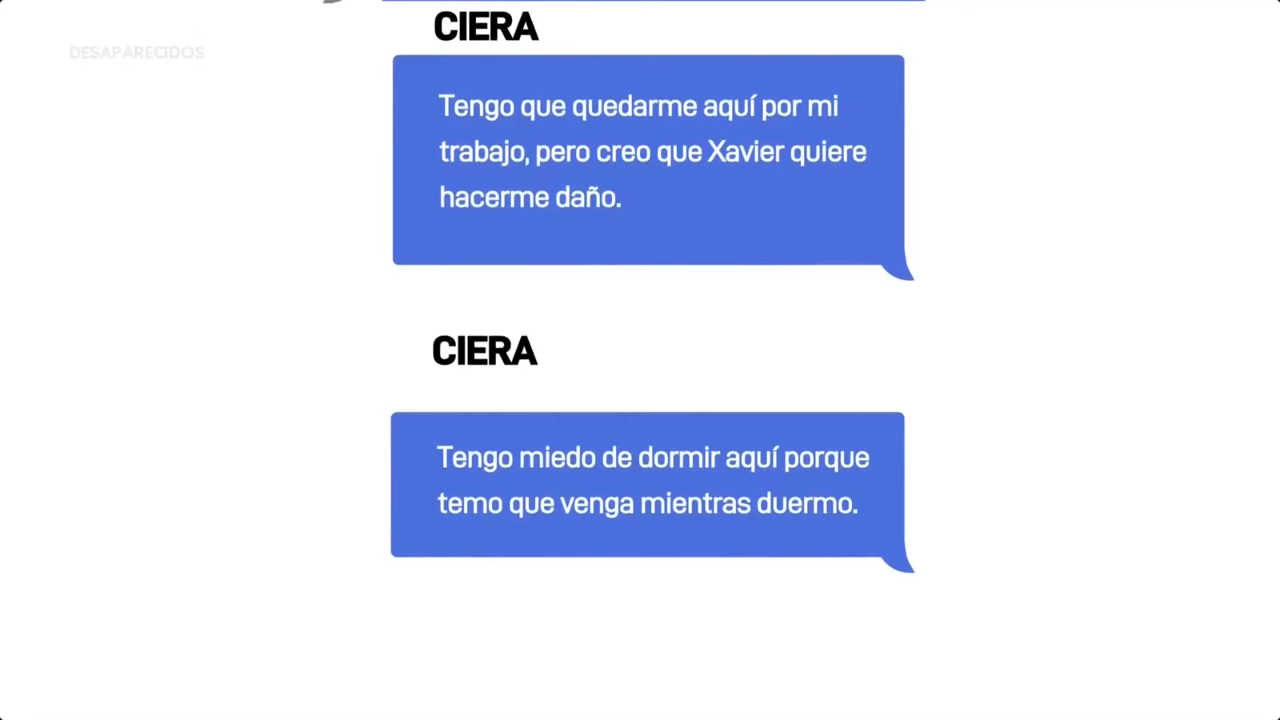 DESAPARECIDOS
CIERA
Tengo que quedarme aquí por mi
trabajo, pero creo que Xavier quiere
hacerme daño.
CIERA
Tengo miedo de dormir aquí porque
temo que venga mientras duermo.